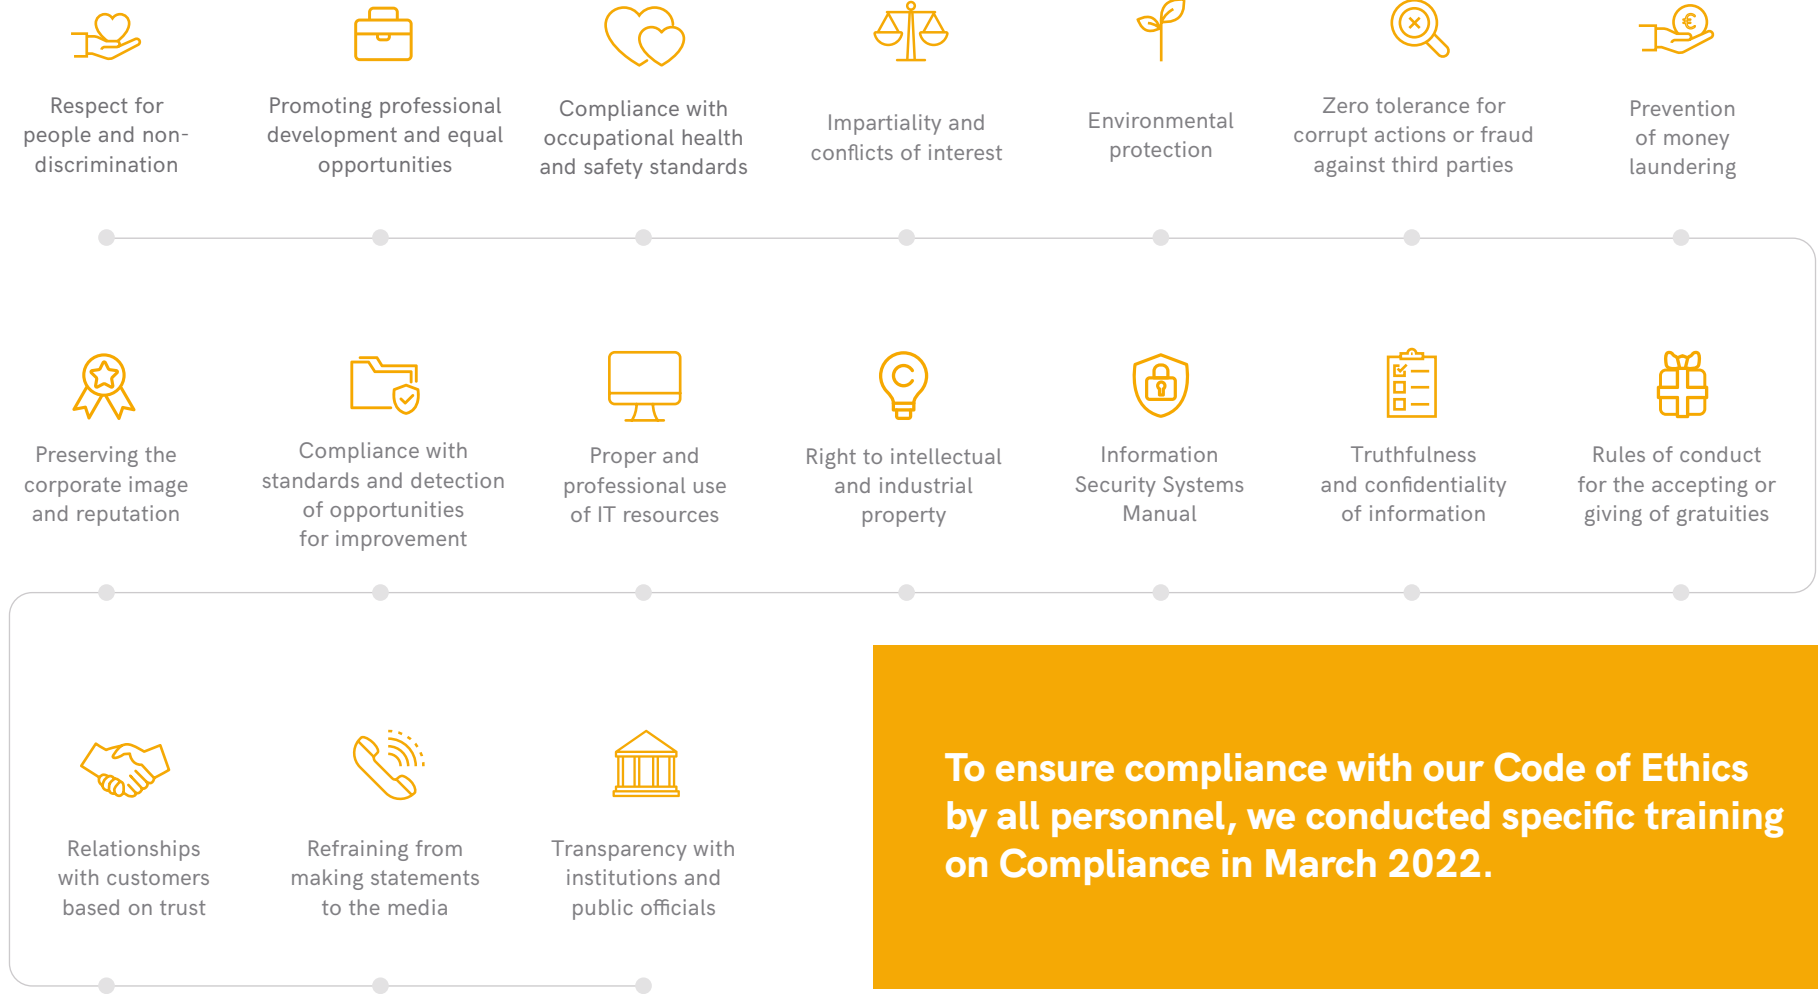 Respect for
people and non-
discrimination
Promoting professional
development and equal
opportunities
Compliance with
occupational health
and safety standards
Impartiality and
conflicts of interest
Environmental
protection
Zero tolerance for
corrupt actions or fraud
against third parties
Prevention
of money
laundering
Preserving the
corporate image
and reputation
Compliance with
standards and detection
of opportunities
for improvement
Proper and
professional use
of IT resources
Right to intellectual
and industrial
property
Information
Security Systems
Manual
Truthfulness
and confidentiality
of information
Rules of conduct
for the accepting or
giving of gratuities
Relationships
with customers
based on trust
Refraining from
making statements
to the media
Transparency with
institutions and
public officials
To ensure compliance with our Code of Ethics
by all personnel, we conducted specific training
on Compliance in March 2022.